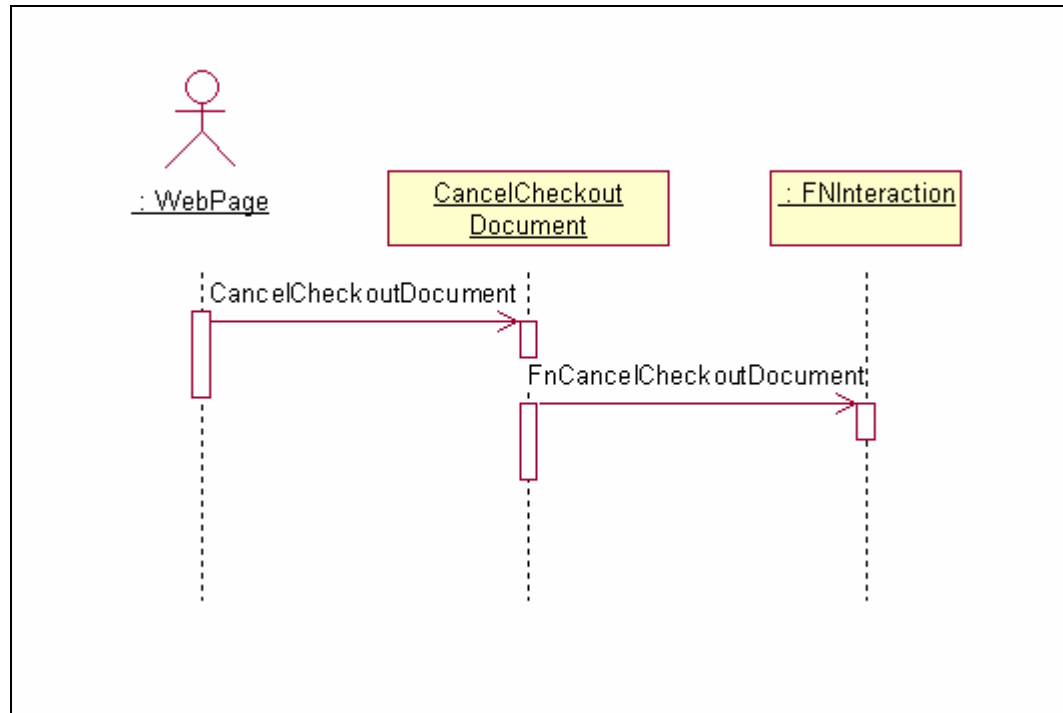 : WebPage
CancelCheckout
Document
: FNInteraction
CancelCheckoutDocument
FnCancelCheckoutDocument